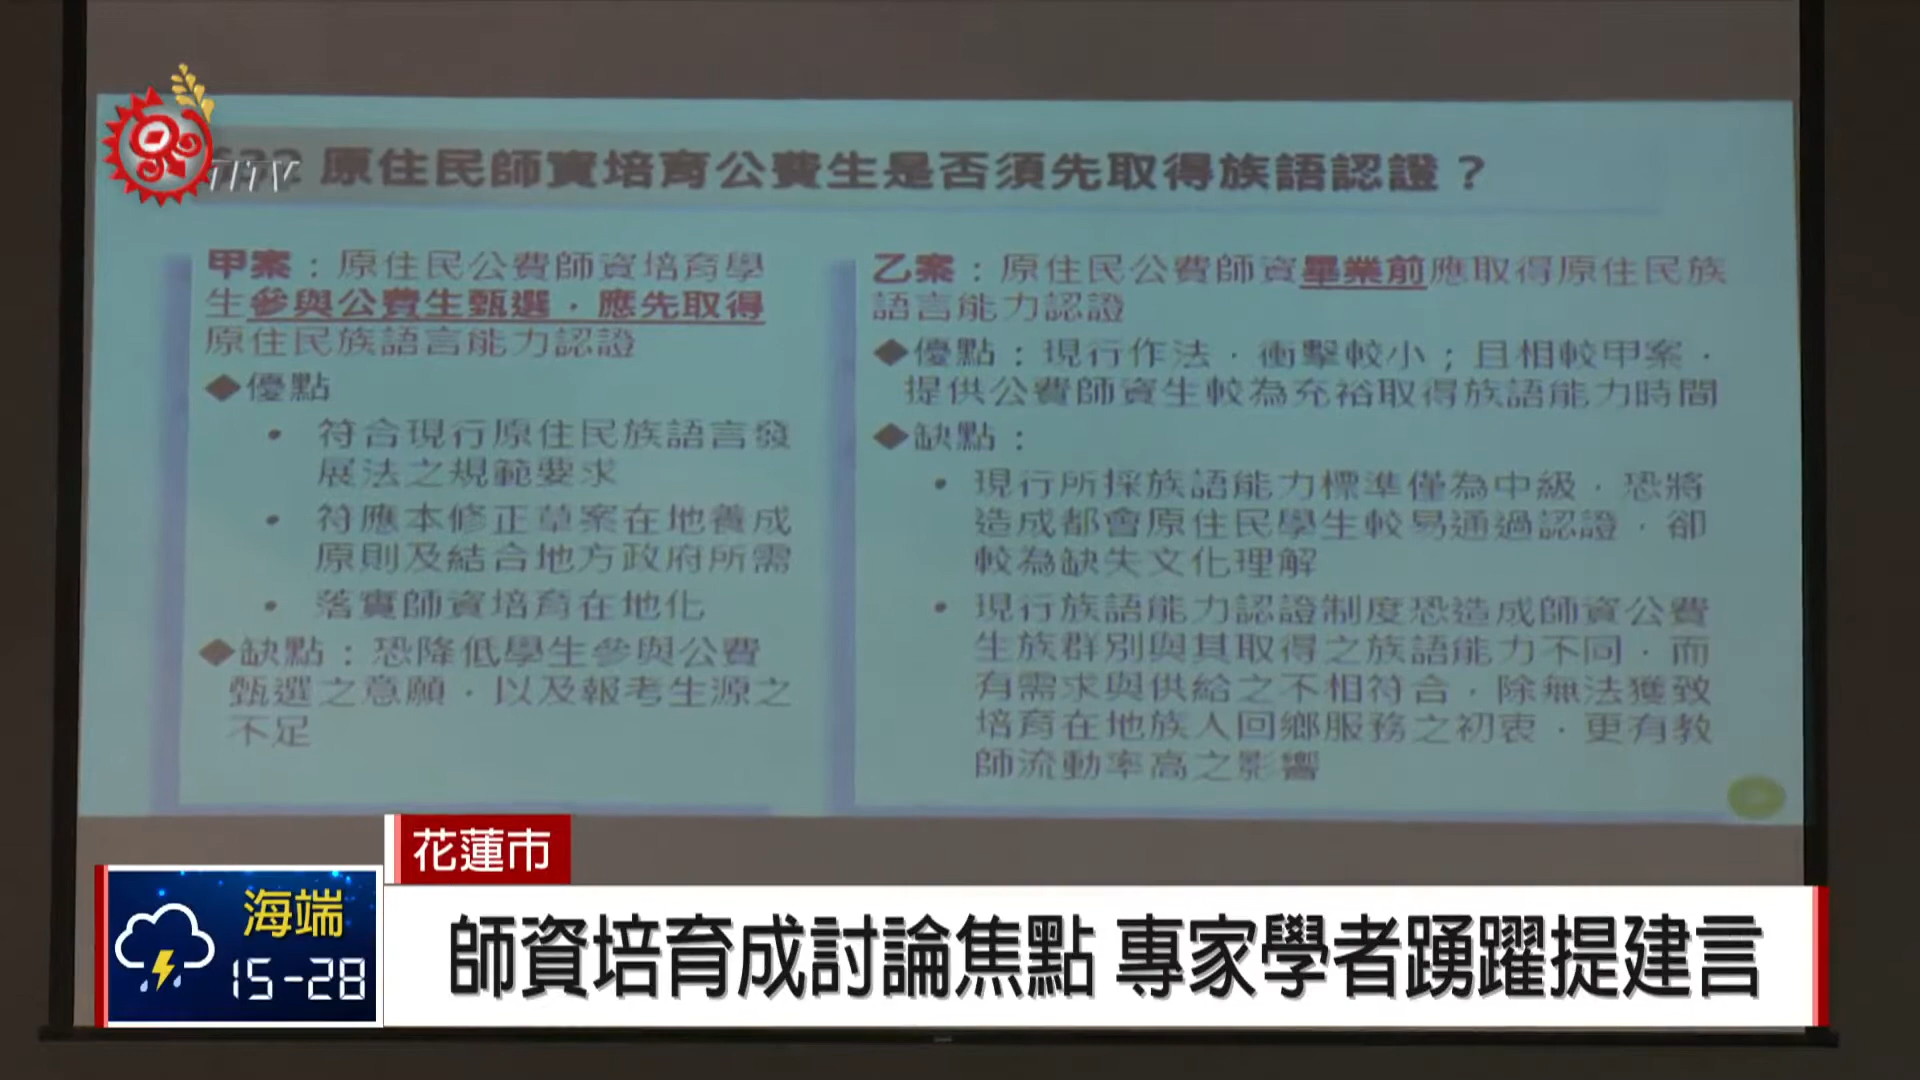 TITV
原住民師資培育公費生是否須先取得族語認證？
甲案：原住民公費師資培育學
生參與公費生甄選，應先取得
原住民族語言能力認證
◆優點
• 符合現行原住民族語言發
展法之規範要求
• 符應本修正草案在地養成
原則及結合地方政府所需
• 落實師資培育在地化
◆缺點：恐降低學生參與公費
甄選之意願，以及報考生源之
不足
乙案：原住民公費師資畢業前應取得原住民族
語言能力認證
◆優點：現行作法，衝擊較小；且相較甲案，
提供公費師資生較為充裕取得族語能力時間
◆缺點：
• 現行所採族語能力標準僅為中級，恐將
造成都會原住民學生較易通過認證，卻
較為缺失文化理解
• 現行族語能力認證制度恐造成師資公費
生族群別與其取得之族語能力不同，而
有需求與供給之不相符合，除無法獲致
培育在地族人回鄉服務之初衷，更有教
師流動率高之影響
花蓮市
海端
15-28
師資培育成討論焦點 專家學者踴躍提建言